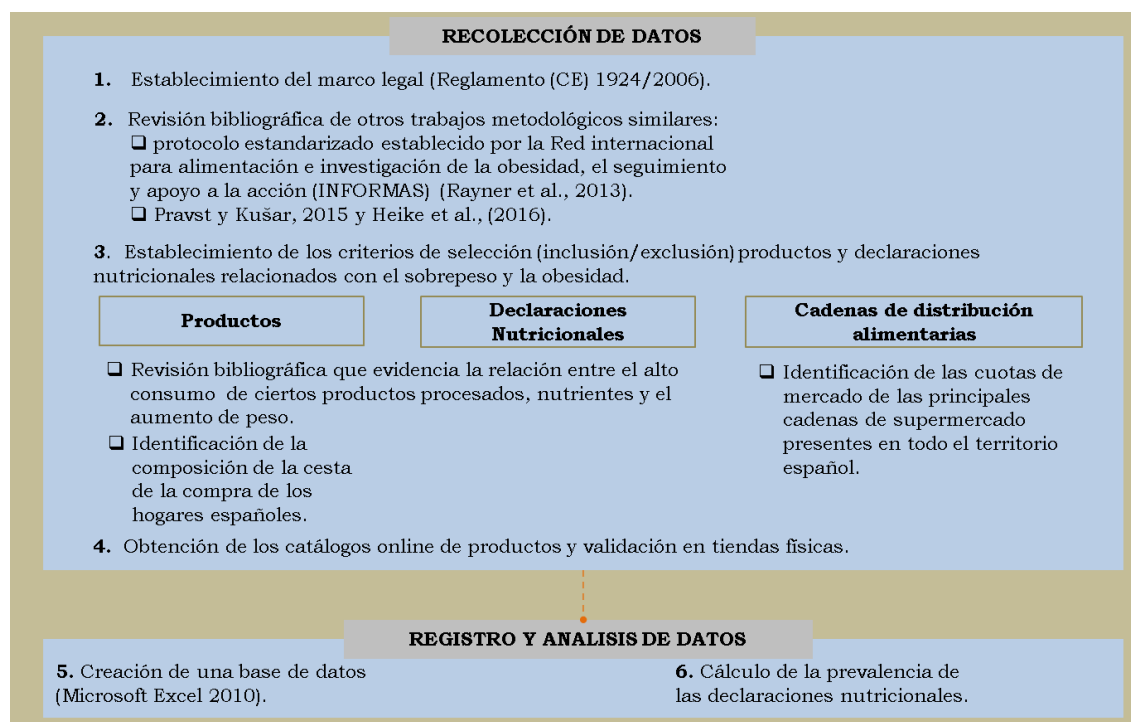 RECOLECCIÓN DE DATOS
1. Establecimiento del marco legal (Reglamento (CE) 1924/2006).
2. Revisión bibliográfica de otros trabajos metodológicos similares:
❑ protocolo estandarizado establecido por la Red internacional
para alimentación e investigación de la obesidad, el seguimiento
y apoyo a la acción (INFORMAS) (Rayner et al., 2013).
❑ Pravst y Kušar, 2015 y Heike et al., (2016).
3. Establecimiento de los criterios de selección (inclusión/exclusión) productos y declaraciones
nutricionales relacionados con el sobrepeso y la obesidad.
Productos
Declaraciones
Nutricionales
Cadenas de distribución
alimentarias
❑ Revisión bibliográfica que evidencia la relación entre el alto
consumo de ciertos productos procesados, nutrientes y el
aumento de peso.
❑ Identificación de la
composición de la cesta
de la compra de los
hogares españoles.
❑ Identificación de las cuotas de
mercado de las principales
cadenas de supermercado
presentes en todo el territorio
español.
4. Obtención de los catálogos online de productos y validación en tiendas físicas.
REGISTRO Y ANALISIS DE DATOS
5. Creación de una base de datos
(Microsoft Excel 2010).
6. Cálculo de la prevalencia de
las declaraciones nutricionales.